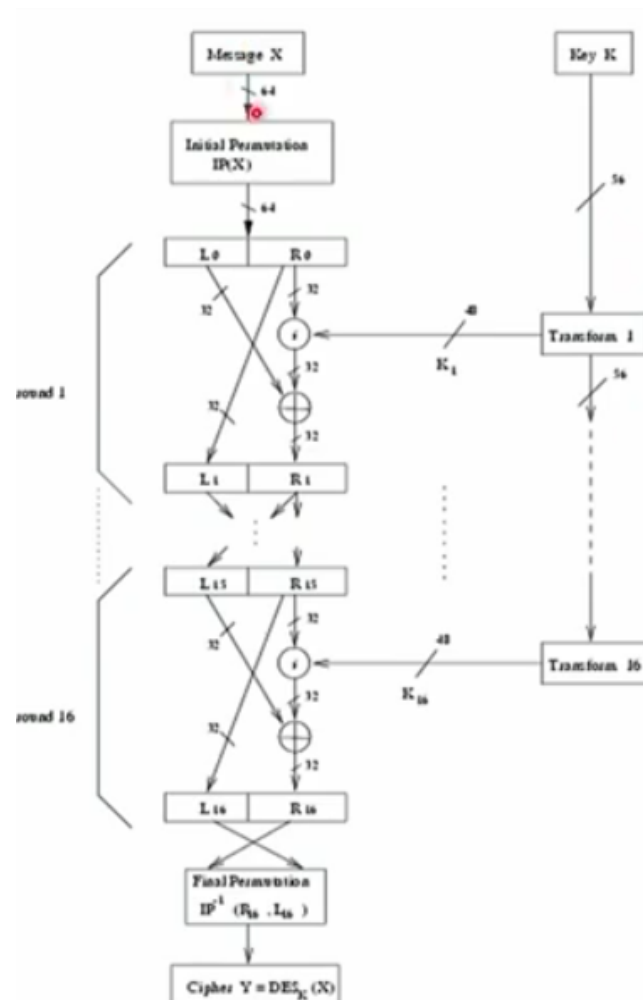 Message X
Key K
64
Initial Permutation
IP(X)
56
64
L0 R0
32
32
48
Transform 1
K1
32
56
ound 1
32
32
L1 R1
L15 R15
32
32
48
Transform 16
K16
32
ound 16
32
32
L16 R16
Final Permutation
IP-1 (R16 , L16 )
Cipher Y = DESK (X)